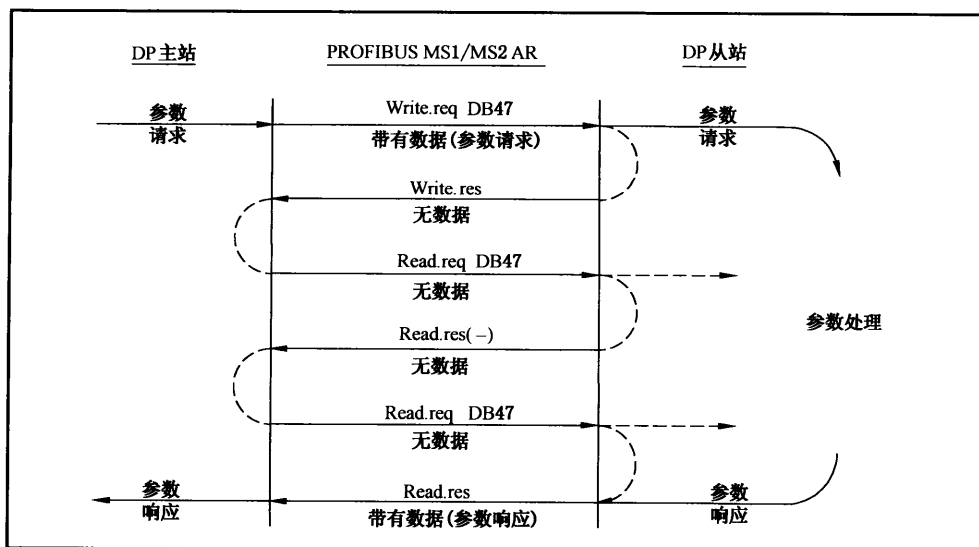 DP主站 PROFIBUS MS1/MS2 AR DP从站
参数 Write.req DB47 参数
请求 带有数据(参数请求) 请求
Write.res
无数据
Read.req DB47
无数据
参数处理
Read.res(-)
无数据
Read.req DB47
无数据
参数 Read.res 参数
响应 带有数据(参数响应) 响应